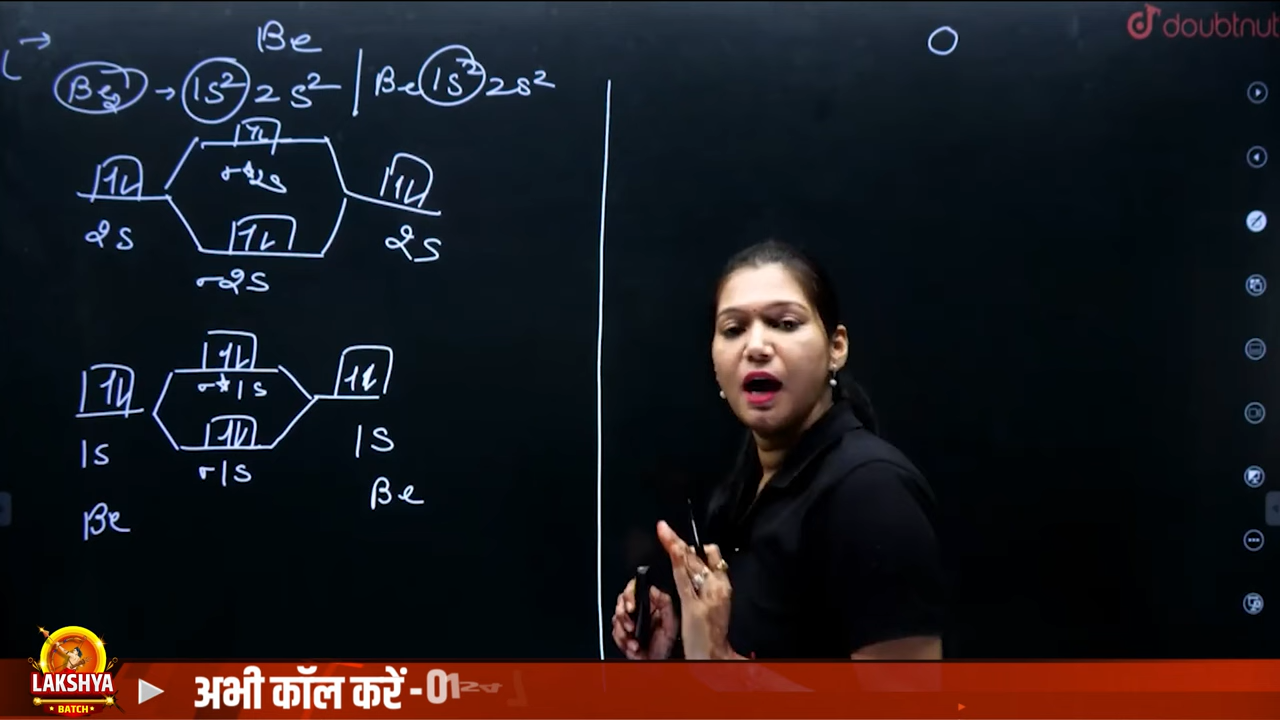 Be
Be₂ → 1s² 2s² | Be 1s² 2s²
σ*2s
2s 2s
σ2s
σ*1s
1s 1s
σ1s
Be Be
doubtnut
LAKSHYA
BATCH
अभी कॉल करें - 01